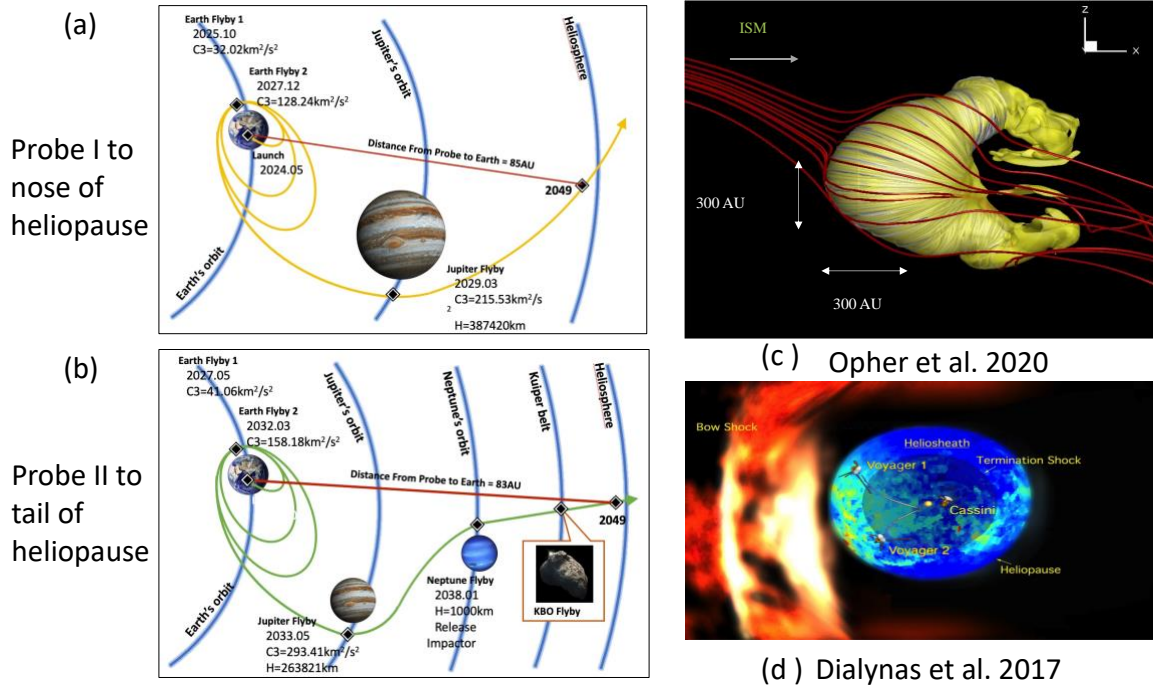 (a)
Probe I to
nose of
heliopause
Earth Flyby 1
2025.10
C3=32.02km²/s²
Earth Flyby 2
2027.12
C3=128.24km²/s²
Launch
2024.05
Earth's orbit
Jupiter's orbit
Heliosphere
Distance From Probe to Earth = 85AU
2049
Jupiter Flyby
2029.03
C3=215.53km²/s
2
H=387420km
(b)
Probe II to
tail of
heliopause
Earth Flyby 1
2027.05
C3=41.06km²/s²
Earth Flyby 2
2032.03
C3=158.18km²/s²
Earth's orbit
Jupiter's orbit
Neptune's orbit
Kuiper belt
Heliosphere
Distance From Probe to Earth = 83AU
2049
Jupiter Flyby
2033.05
C3=293.41km²/s²
H=263821km
Neptune Flyby
2038.01
H=1000km
Release
Impactor
KBO Flyby
ISM
z
x
300 AU
300 AU
(c ) Opher et al. 2020
Bow Shock
Heliosheath
Voyager 1
Termination Shock
Cassini
Voyager 2
Heliopause
(d ) Dialynas et al. 2017